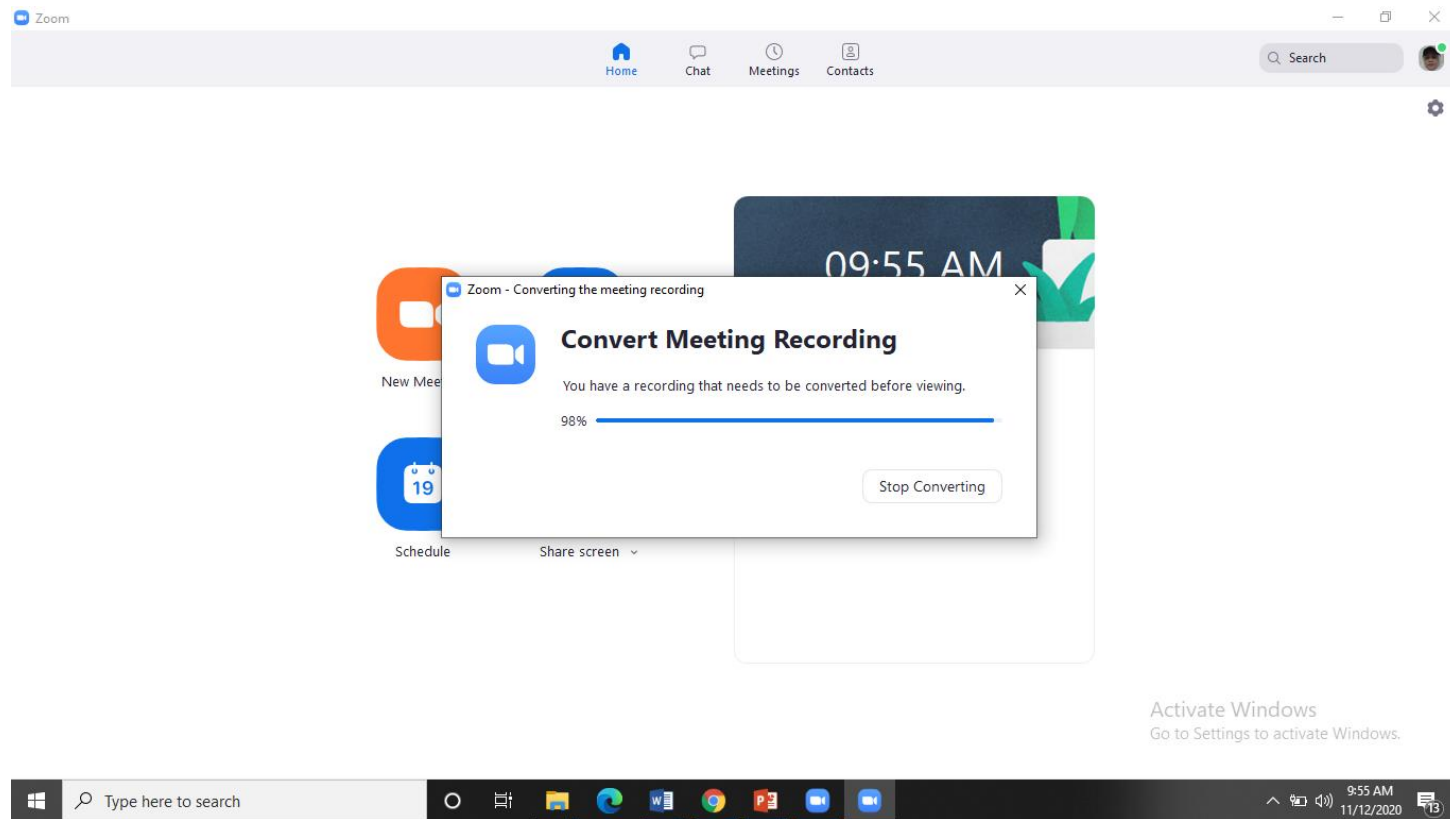 Zoom
Home
Chat
Meetings
Contacts
Search
09:55 AM
Zoom - Converting the meeting recording
Convert Meeting Recording
You have a recording that needs to be converted before viewing.
98%
Stop Converting
New Mee
19
Schedule
Share screen
Activate Windows
Go to Settings to activate Windows.
Type here to search
9:55 AM
11/12/2020
13